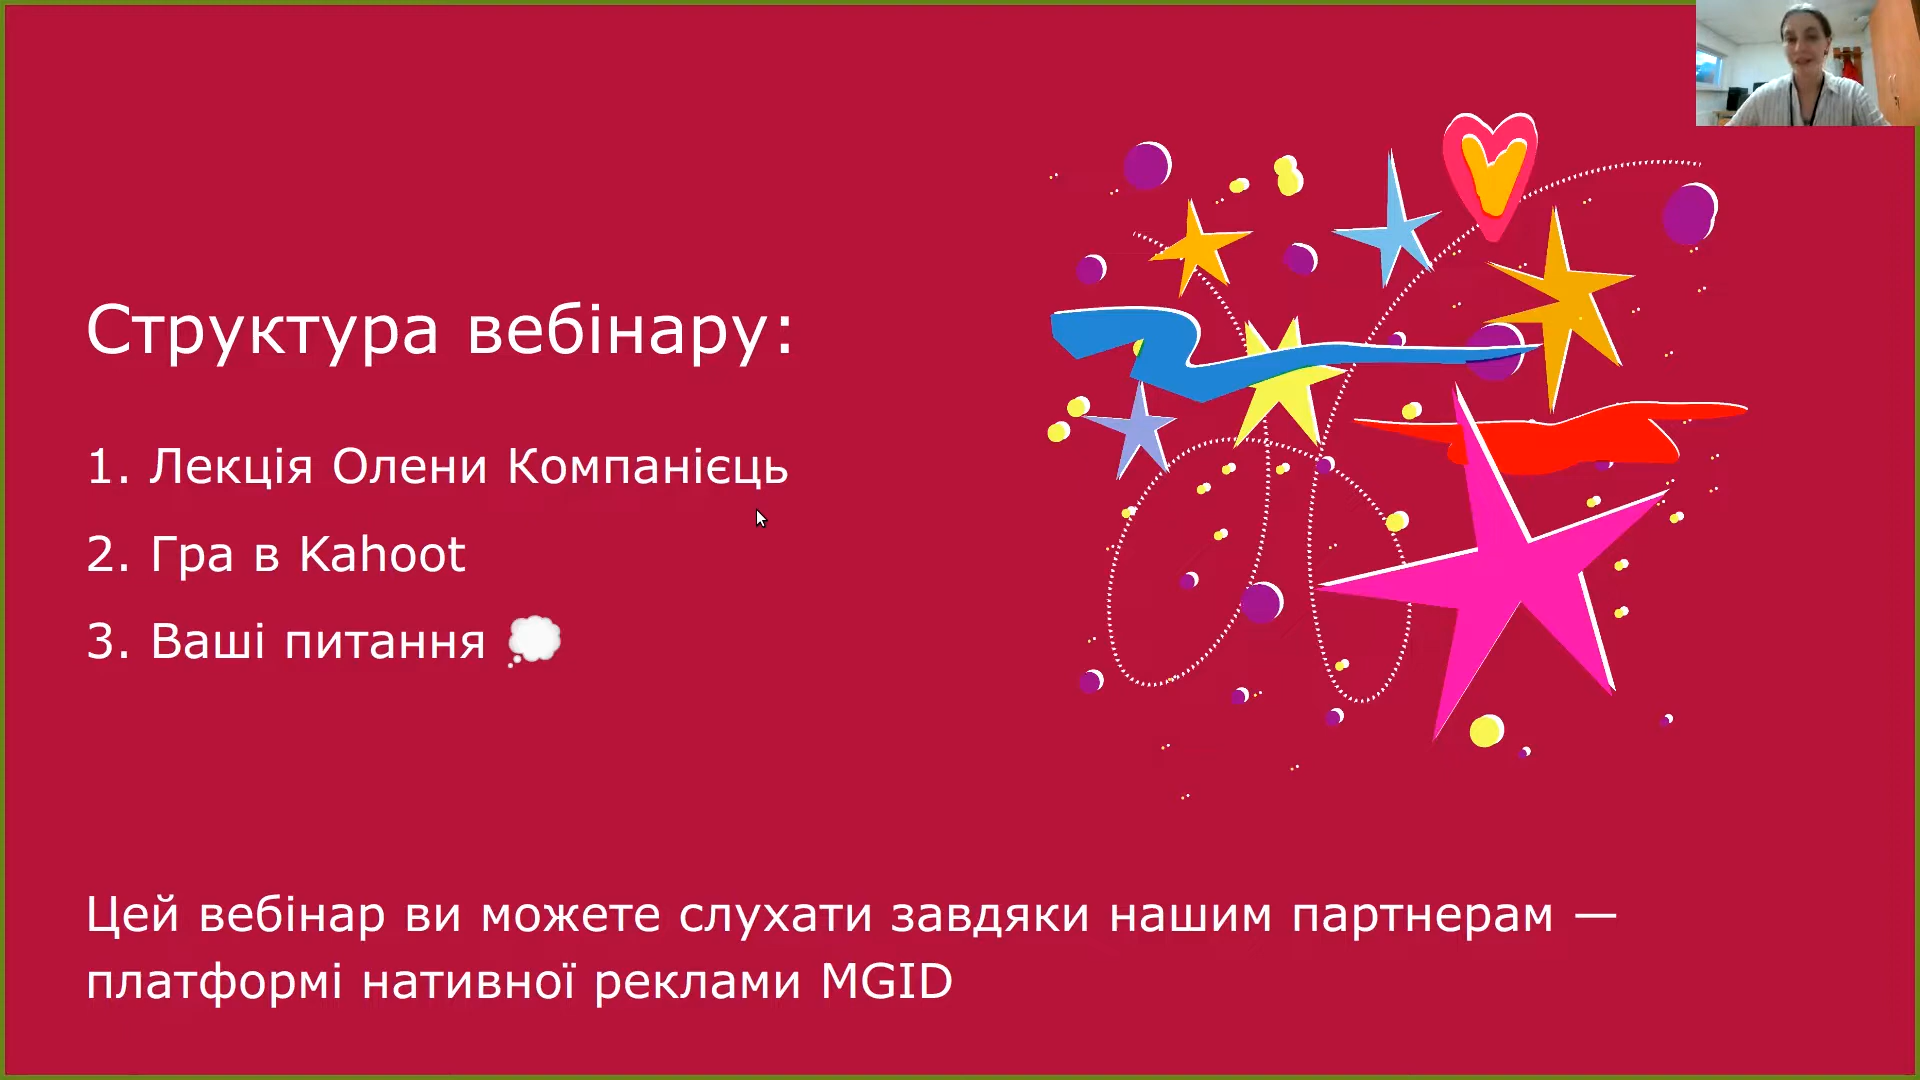 Структура вебінару:
1. Лекція Олени Компанієць
2. Гра в Kahoot
3. Ваші питання 💭
Цей вебінар ви можете слухати завдяки нашим партнерам —
платформі нативної реклами MGID